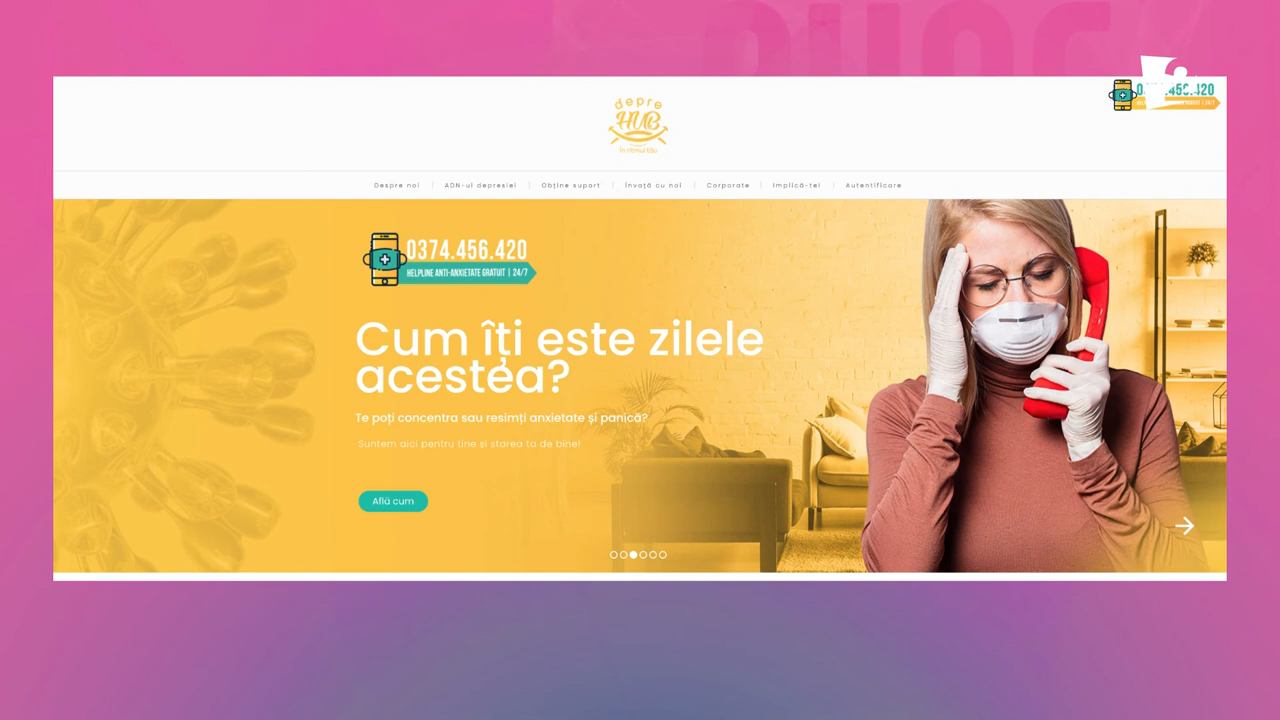 depre
HUB
în ritmul tău
Despre noi
ADN-ul depresiei
Obține suport
Învață cu noi
Corporate
Implică-te!
Autentificare
0374.456.420
HELPLINE ANTI-ANXIETATE GRATUIT | 24/7
Cum îți este zilele
acestea?
Te poți concentra sau resimți anxietate și panică?
Suntem aici pentru tine și starea ta de bine!
Află cum